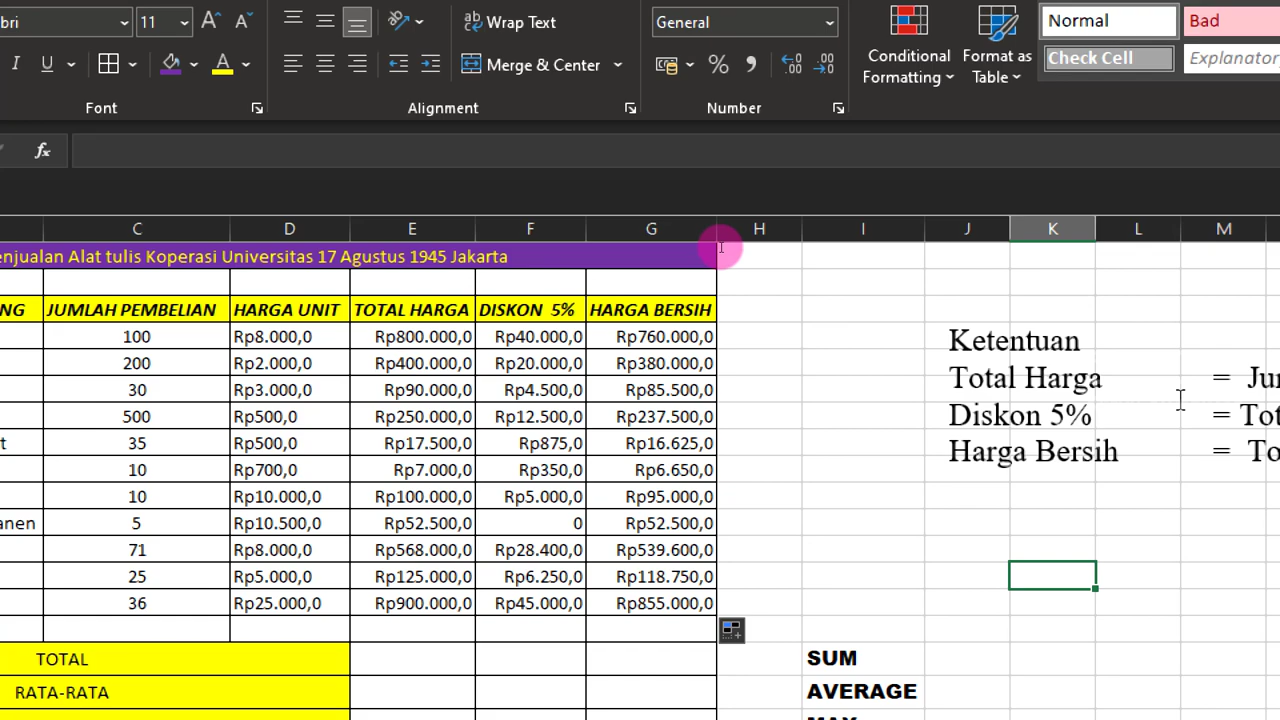 11
Wrap Text
General
Normal
Bad
Merge & Center
Conditional Formatting
Format as Table
Check Cell
Font
Alignment
Number
fx
C D E F G H I J K L M
enjualan Alat tulis Koperasi Universitas 17 Agustus 1945 Jakarta
NG JUMLAH PEMBELIAN HARGA UNIT TOTAL HARGA DISKON 5% HARGA BERSIH
100 Rp8.000,0 Rp800.000,0 Rp40.000,0 Rp760.000,0
Ketentuan
200 Rp2.000,0 Rp400.000,0 Rp20.000,0 Rp380.000,0
Total Harga = Jur
30 Rp3.000,0 Rp90.000,0 Rp4.500,0 Rp85.500,0
500 Rp500,0 Rp250.000,0 Rp12.500,0 Rp237.500,0
Diskon 5% = Tot
t 35 Rp500,0 Rp17.500,0 Rp875,0 Rp16.625,0
Harga Bersih = To
10 Rp700,0 Rp7.000,0 Rp350,0 Rp6.650,0
10 Rp10.000,0 Rp100.000,0 Rp5.000,0 Rp95.000,0
anen 5 Rp10.500,0 Rp52.500,0 0 Rp52.500,0
71 Rp8.000,0 Rp568.000,0 Rp28.400,0 Rp539.600,0
25 Rp5.000,0 Rp125.000,0 Rp6.250,0 Rp118.750,0
36 Rp25.000,0 Rp900.000,0 Rp45.000,0 Rp855.000,0
TOTAL SUM
RATA-RATA AVERAGE